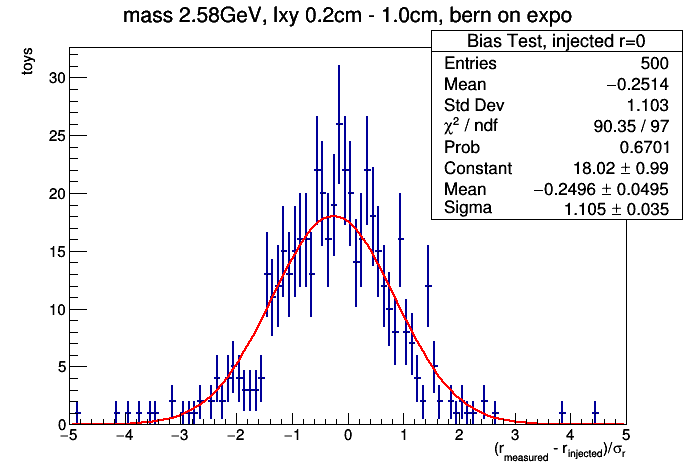 mass 2.58GeV, lxy 0.2cm - 1.0cm, bern on expo
toys
Bias Test, injected r=0
Entries 500
Mean −0.2514
Std Dev 1.103
χ² / ndf 90.35 / 97
Prob 0.6701
Constant 18.02 ± 0.99
Mean −0.2496 ± 0.0495
Sigma 1.105 ± 0.035
30
25
20
15
10
5
0
−5 −4 −3 −2 −1 0 1 2 3 4 5
(r_measured - r_injected)/σ_r